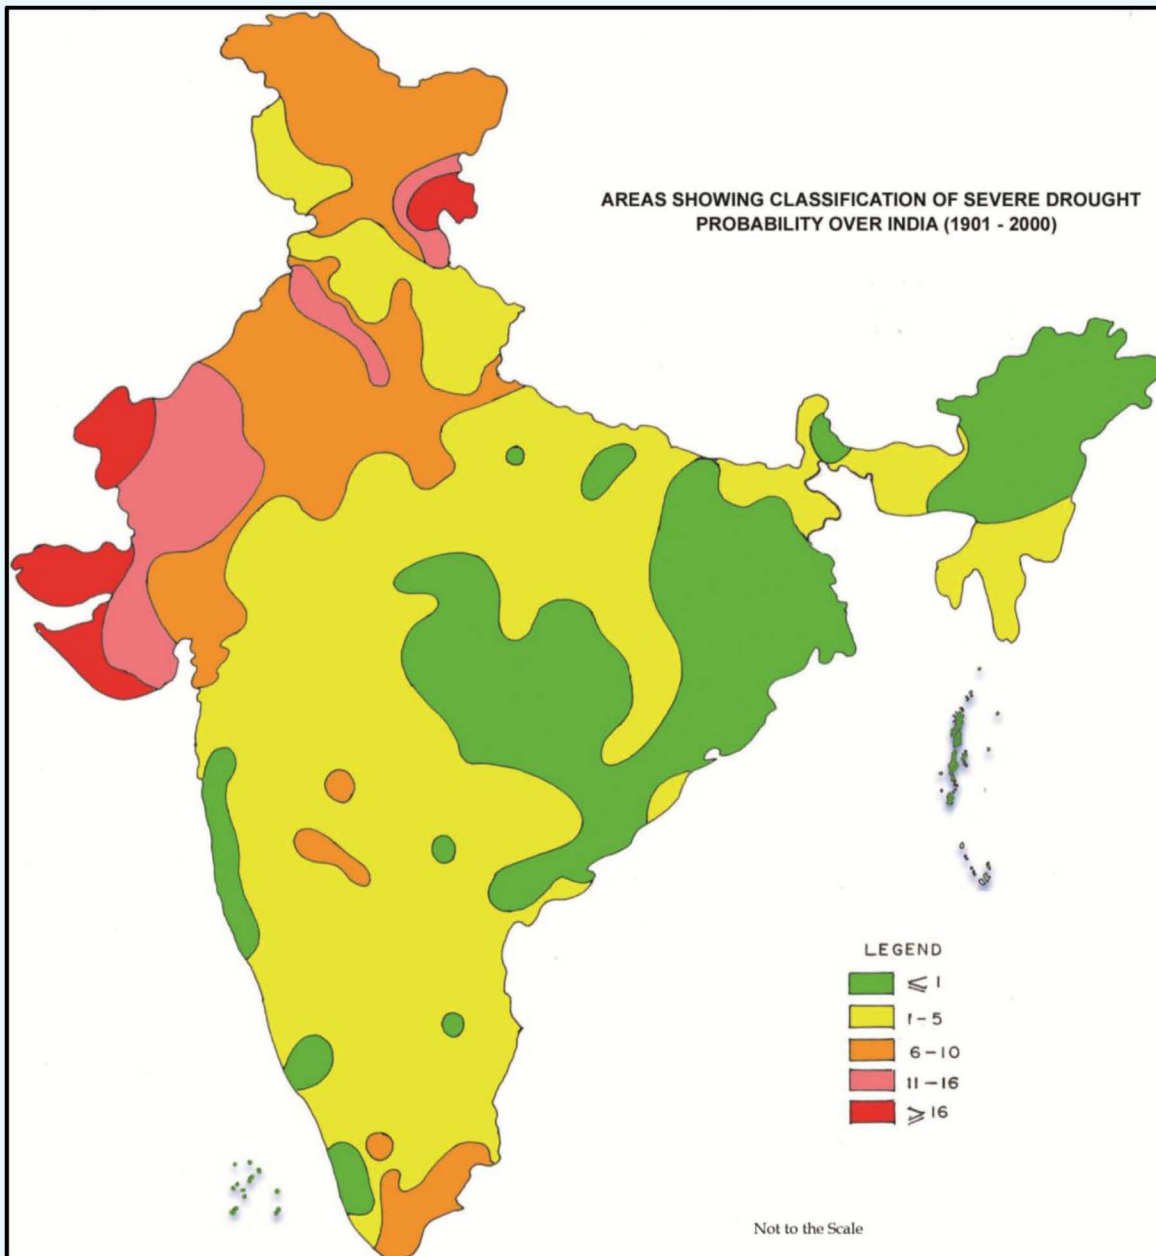 AREAS SHOWING CLASSIFICATION OF SEVERE DROUGHT
PROBABILITY OVER INDIA (1901 - 2000)
LEGEND
⩽ 1
1-5
6-10
11-16
⩾ 16
Not to the Scale